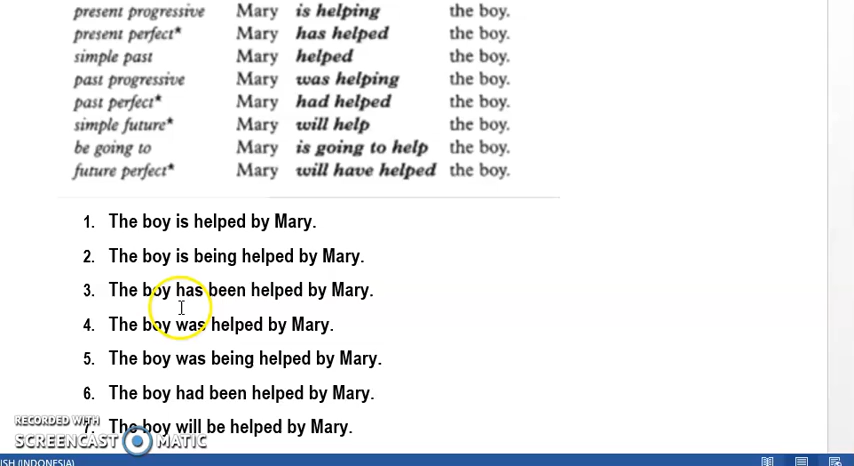 present progressive Mary is helping the boy.
present perfect* Mary has helped the boy.
simple past Mary helped the boy.
past progressive Mary was helping the boy.
past perfect* Mary had helped the boy.
simple future* Mary will help the boy.
be going to Mary is going to help the boy.
future perfect* Mary will have helped the boy.
1. The boy is helped by Mary.
2. The boy is being helped by Mary.
3. The boy has been helped by Mary.
4. The boy was helped by Mary.
5. The boy was being helped by Mary.
6. The boy had been helped by Mary.
7. The boy will be helped by Mary.
RECORDED WITH
SCREENCAST MATIC
ISH (INDONESIA)